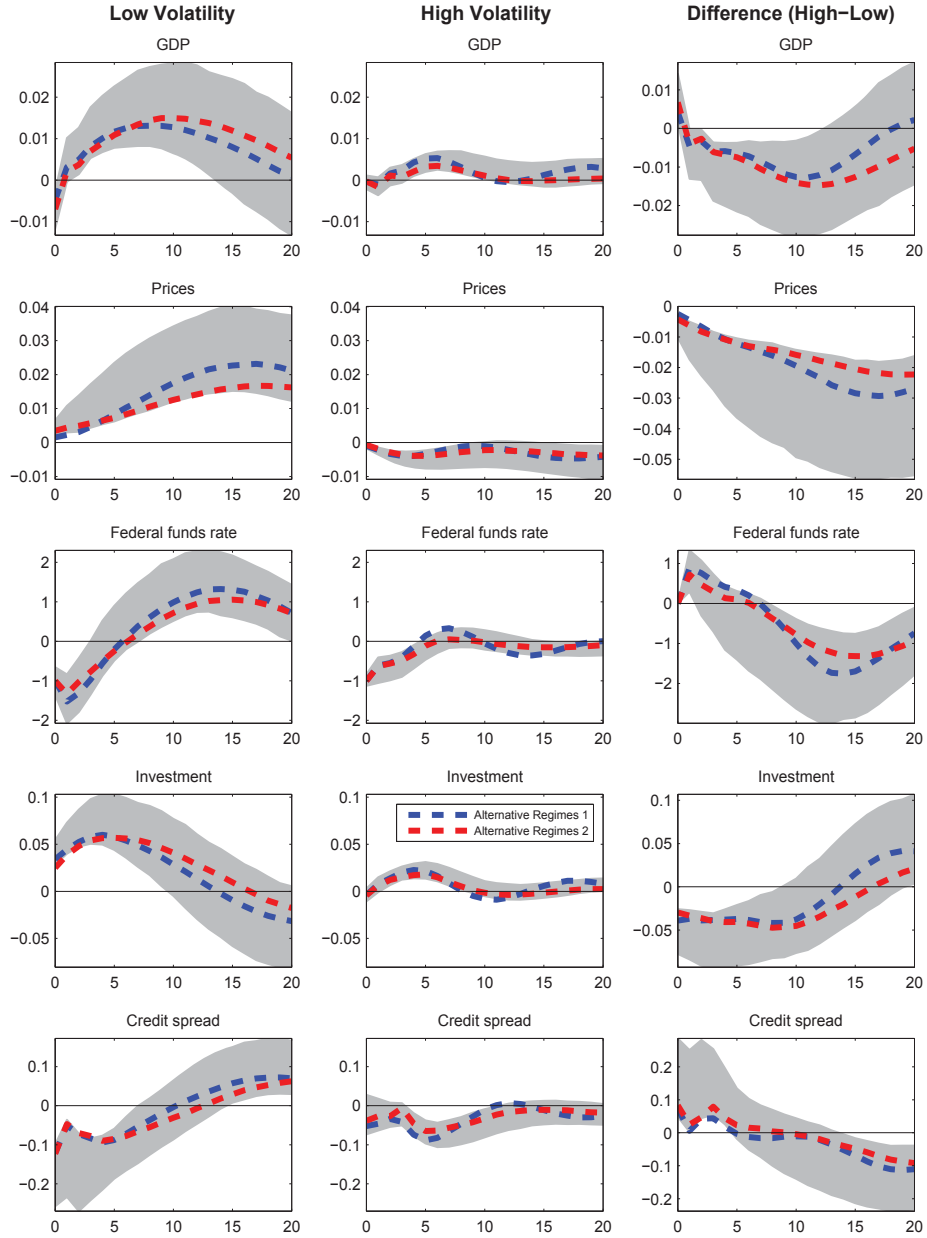 Low Volatility High Volatility Difference (High−Low)
GDP GDP GDP
0.02 0.02 0.01
0.01 0.01 0
0 0 −0.01
−0.01 −0.01 −0.02
0 5 10 15 20 0 5 10 15 20 0 5 10 15 20
Prices Prices Prices
0.04 0.04 0
0.03 0.03 −0.01
0.02 0.02 −0.02
0.01 0.01 −0.03
0 0 −0.04
−0.01 −0.01 −0.05
0 5 10 15 20 0 5 10 15 20 0 5 10 15 20
Federal funds rate Federal funds rate Federal funds rate
2 2 1
1 1 0
0 0 −1
−1 −1 −2
−2 −2
0 5 10 15 20 0 5 10 15 20 0 5 10 15 20
Investment Investment Investment
0.1 0.1 0.1
0.05 0.05 0.05
0 0 0
−0.05 −0.05 −0.05
Alternative Regimes 1
Alternative Regimes 2
0 5 10 15 20 0 5 10 15 20 0 5 10 15 20
Credit spread Credit spread Credit spread
0.1 0.1 0.2
0 0 0.1
−0.1 −0.1 0
−0.2 −0.2 −0.1
−0.2
0 5 10 15 20 0 5 10 15 20 0 5 10 15 20